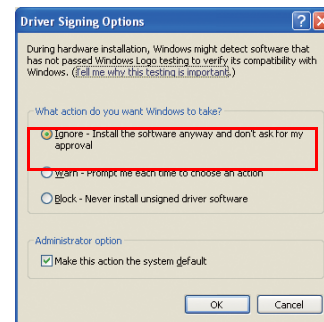 Driver Signing Options
During hardware installation, Windows might detect software that
has not passed Windows Logo testing to verify its compatibility with
Windows. (Tell me why this testing is important.)
What action do you want Windows to take?
Ignore - Install the software anyway and don't ask for my
approval
Warn - Prompt me each time to choose an action
Block - Never install unsigned driver software
Administrator option
Make this action the system default
OK
Cancel